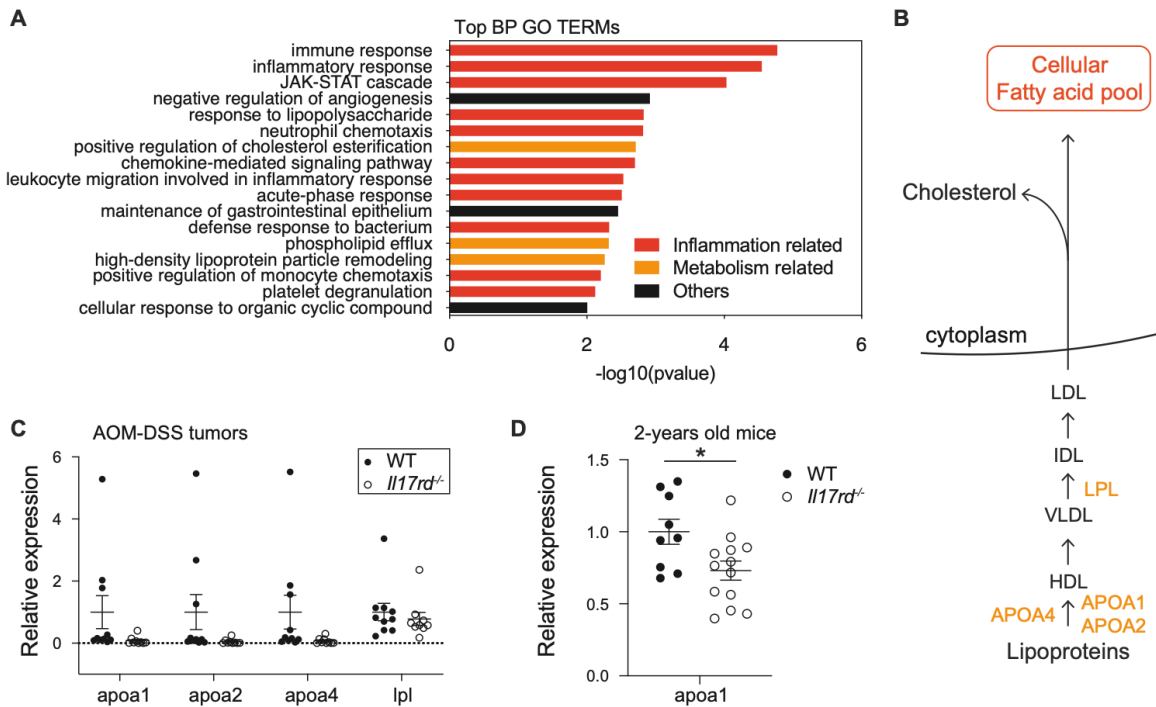 A
Top BP GO TERMs
immune response
inflammatory response
JAK-STAT cascade
negative regulation of angiogenesis
response to lipopolysaccharide
neutrophil chemotaxis
positive regulation of cholesterol esterification
chemokine-mediated signaling pathway
leukocyte migration involved in inflammatory response
acute-phase response
maintenance of gastrointestinal epithelium
defense response to bacterium
phospholipid efflux
high-density lipoprotein particle remodeling
positive regulation of monocyte chemotaxis
platelet degranulation
cellular response to organic cyclic compound
Inflammation related
Metabolism related
Others
0 2 4 6
-log10(pvalue)
B
Cellular
Fatty acid pool
Cholesterol
cytoplasm
LDL
IDL
LPL
VLDL
HDL
APOA4
APOA1
APOA2
Lipoproteins
C
AOM-DSS tumors
WT
Il17rd-/-
Relative expression
6
4
2
0
apoa1 apoa2 apoa4 lpl
D
2-years old mice
*
WT
Il17rd-/-
Relative expression
1.5
1.0
0.5
0.0
apoa1